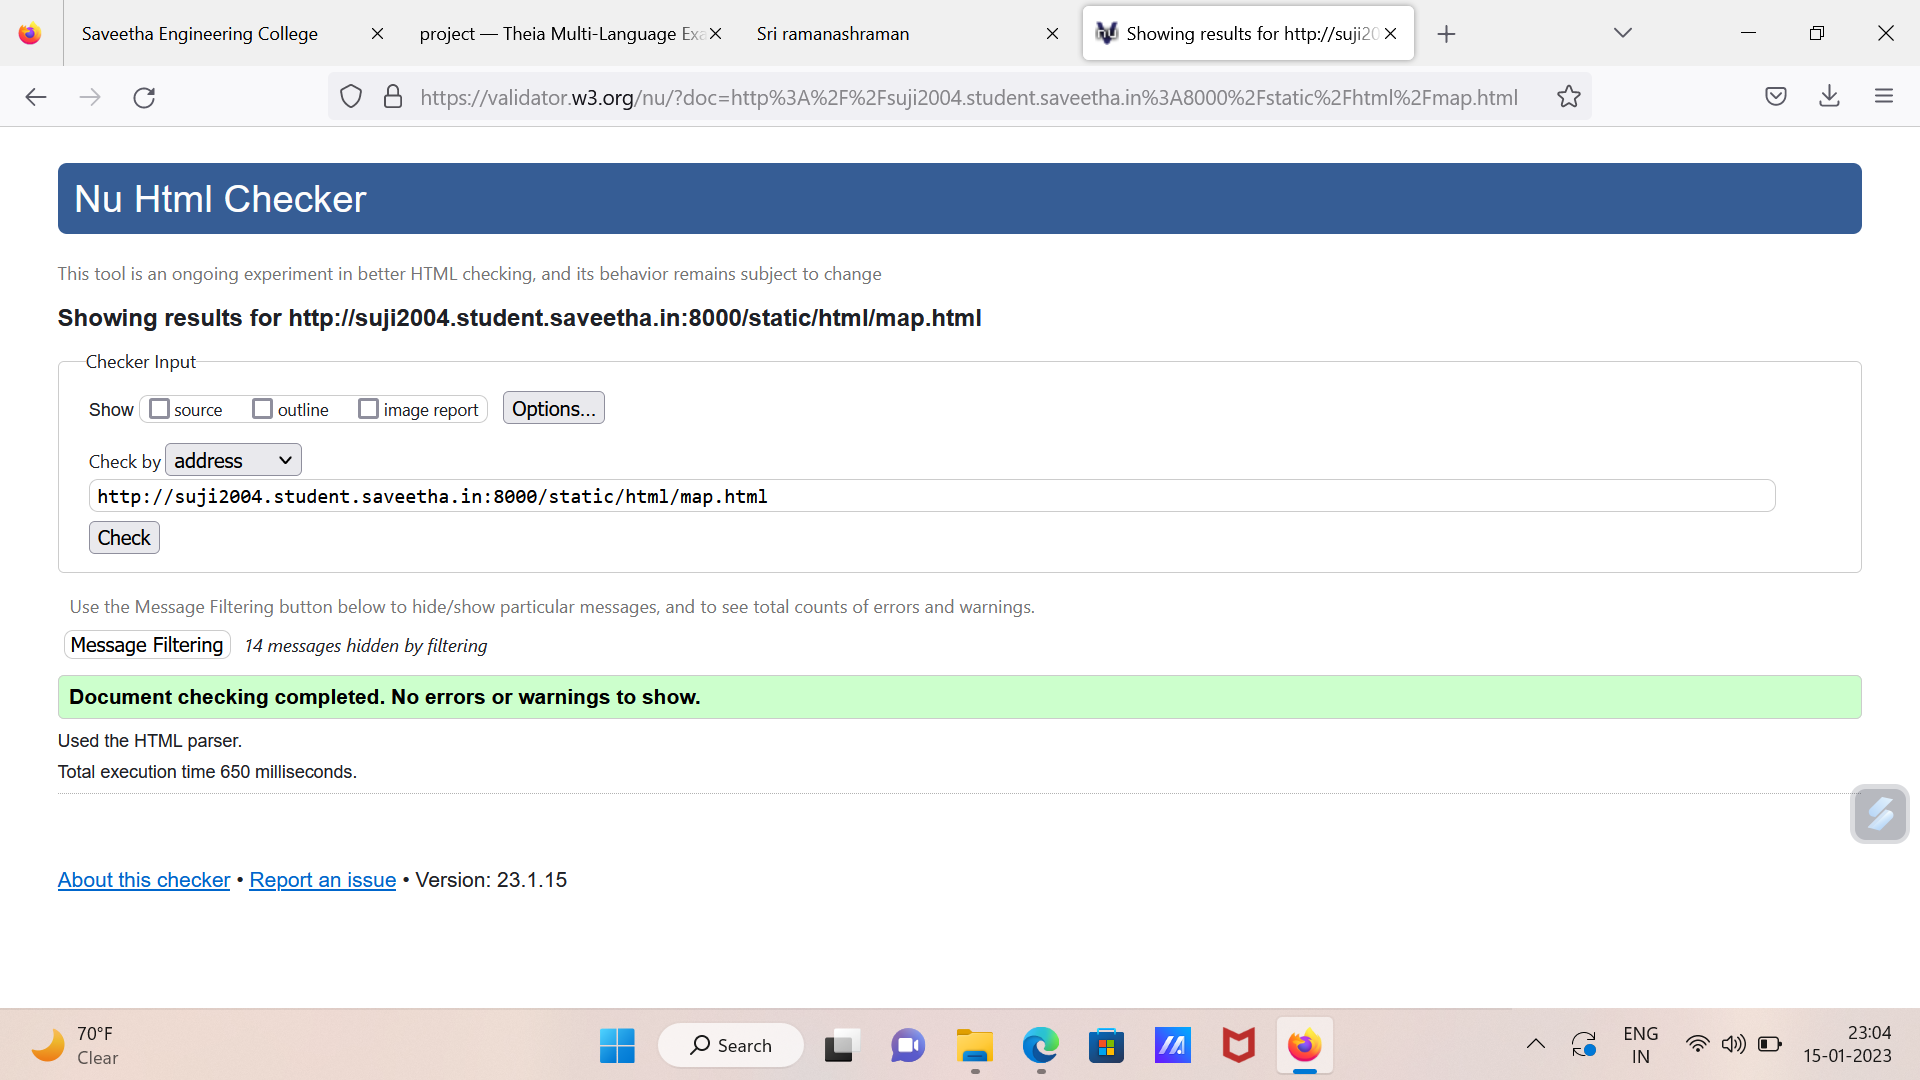 Saveetha Engineering College
project — Theia Multi-Language Exa
Sri ramanashraman
Showing results for http://suji20
https://validator.w3.org/nu/?doc=http%3A%2F%2Fsuji2004.student.saveetha.in%3A8000%2Fstatic%2Fhtml%2Fmap.html
Nu Html Checker
This tool is an ongoing experiment in better HTML checking, and its behavior remains subject to change
Showing results for http://suji2004.student.saveetha.in:8000/static/html/map.html
Checker Input
Show source outline image report Options...
Check by address
http://suji2004.student.saveetha.in:8000/static/html/map.html
Check
Use the Message Filtering button below to hide/show particular messages, and to see total counts of errors and warnings.
Message Filtering 14 messages hidden by filtering
Document checking completed. No errors or warnings to show.
Used the HTML parser.
Total execution time 650 milliseconds.
About this checker • Report an issue • Version: 23.1.15
70°F
Clear
Search
ENG
IN
23:04
15-01-2023